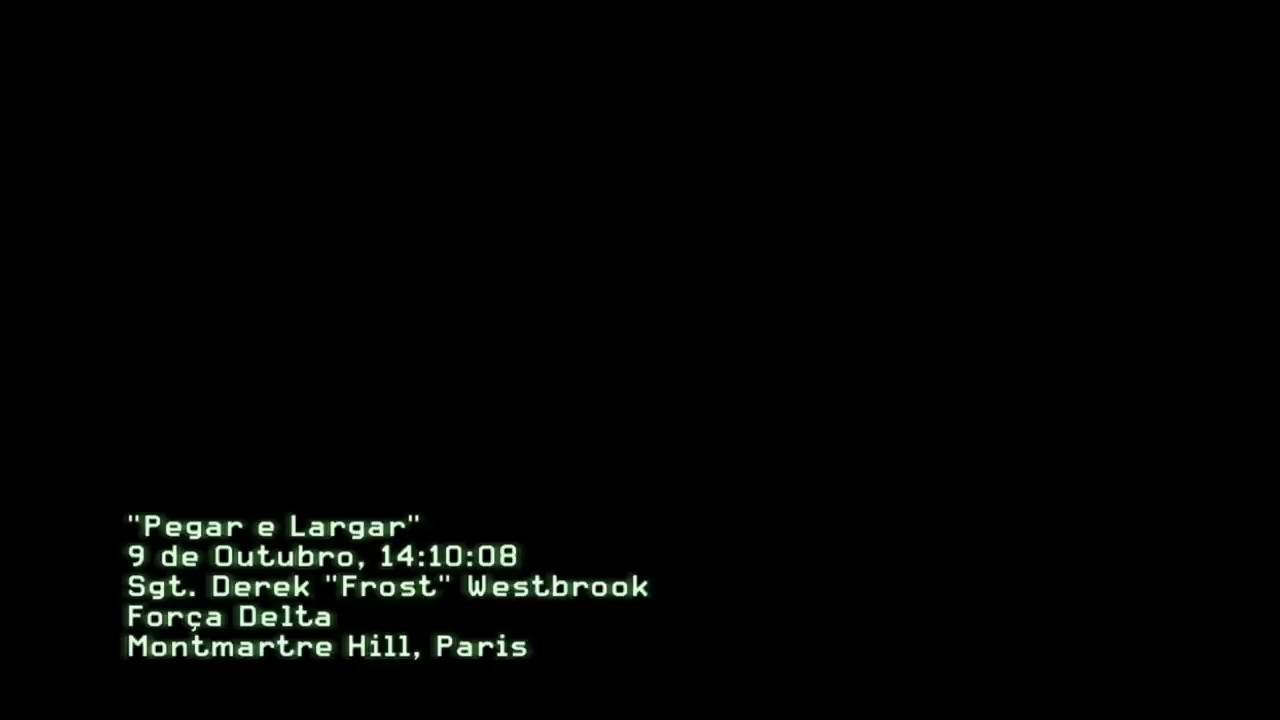 "Pegar e Largar"
9 de Outubro, 14:10:08
Sgt. Derek "Frost" Westbrook
Força Delta
Montmartre Hill, Paris